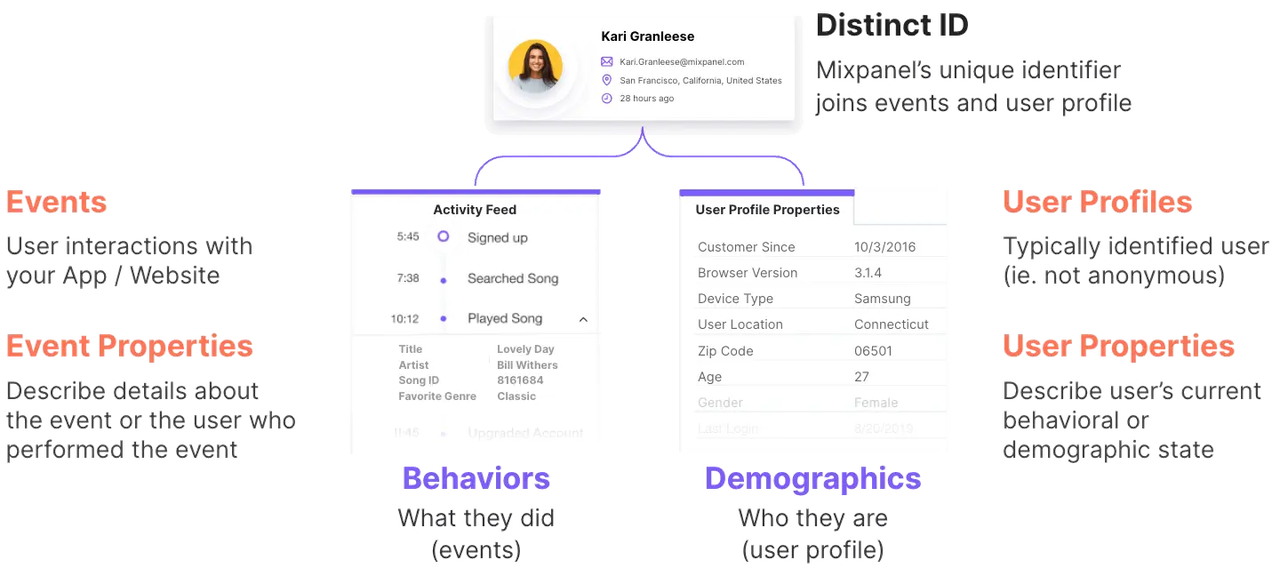 Kari Granleese
Kari.Granleese@mixpanel.com
San Francisco, California, United States
28 hours ago
Distinct ID
Mixpanel’s unique identifier
joins events and user profile
Events
User interactions with
your App / Website
Event Properties
Describe details about
the event or the user who
performed the event
Activity Feed
5:45 Signed up
7:38 Searched Song
10:12 Played Song
Title Lovely Day
Artist Bill Withers
Song ID 8161684
Favorite Genre Classic
11:45 Upgraded Account
Behaviors
What they did
(events)
User Profile Properties
Customer Since 10/3/2016
Browser Version 3.1.4
Device Type Samsung
User Location Connecticut
Zip Code 06501
Age 27
Gender Female
Last Login 8/20/2019
Demographics
Who they are
(user profile)
User Profiles
Typically identified user
(ie. not anonymous)
User Properties
Describe user’s current
behavioral or
demographic state